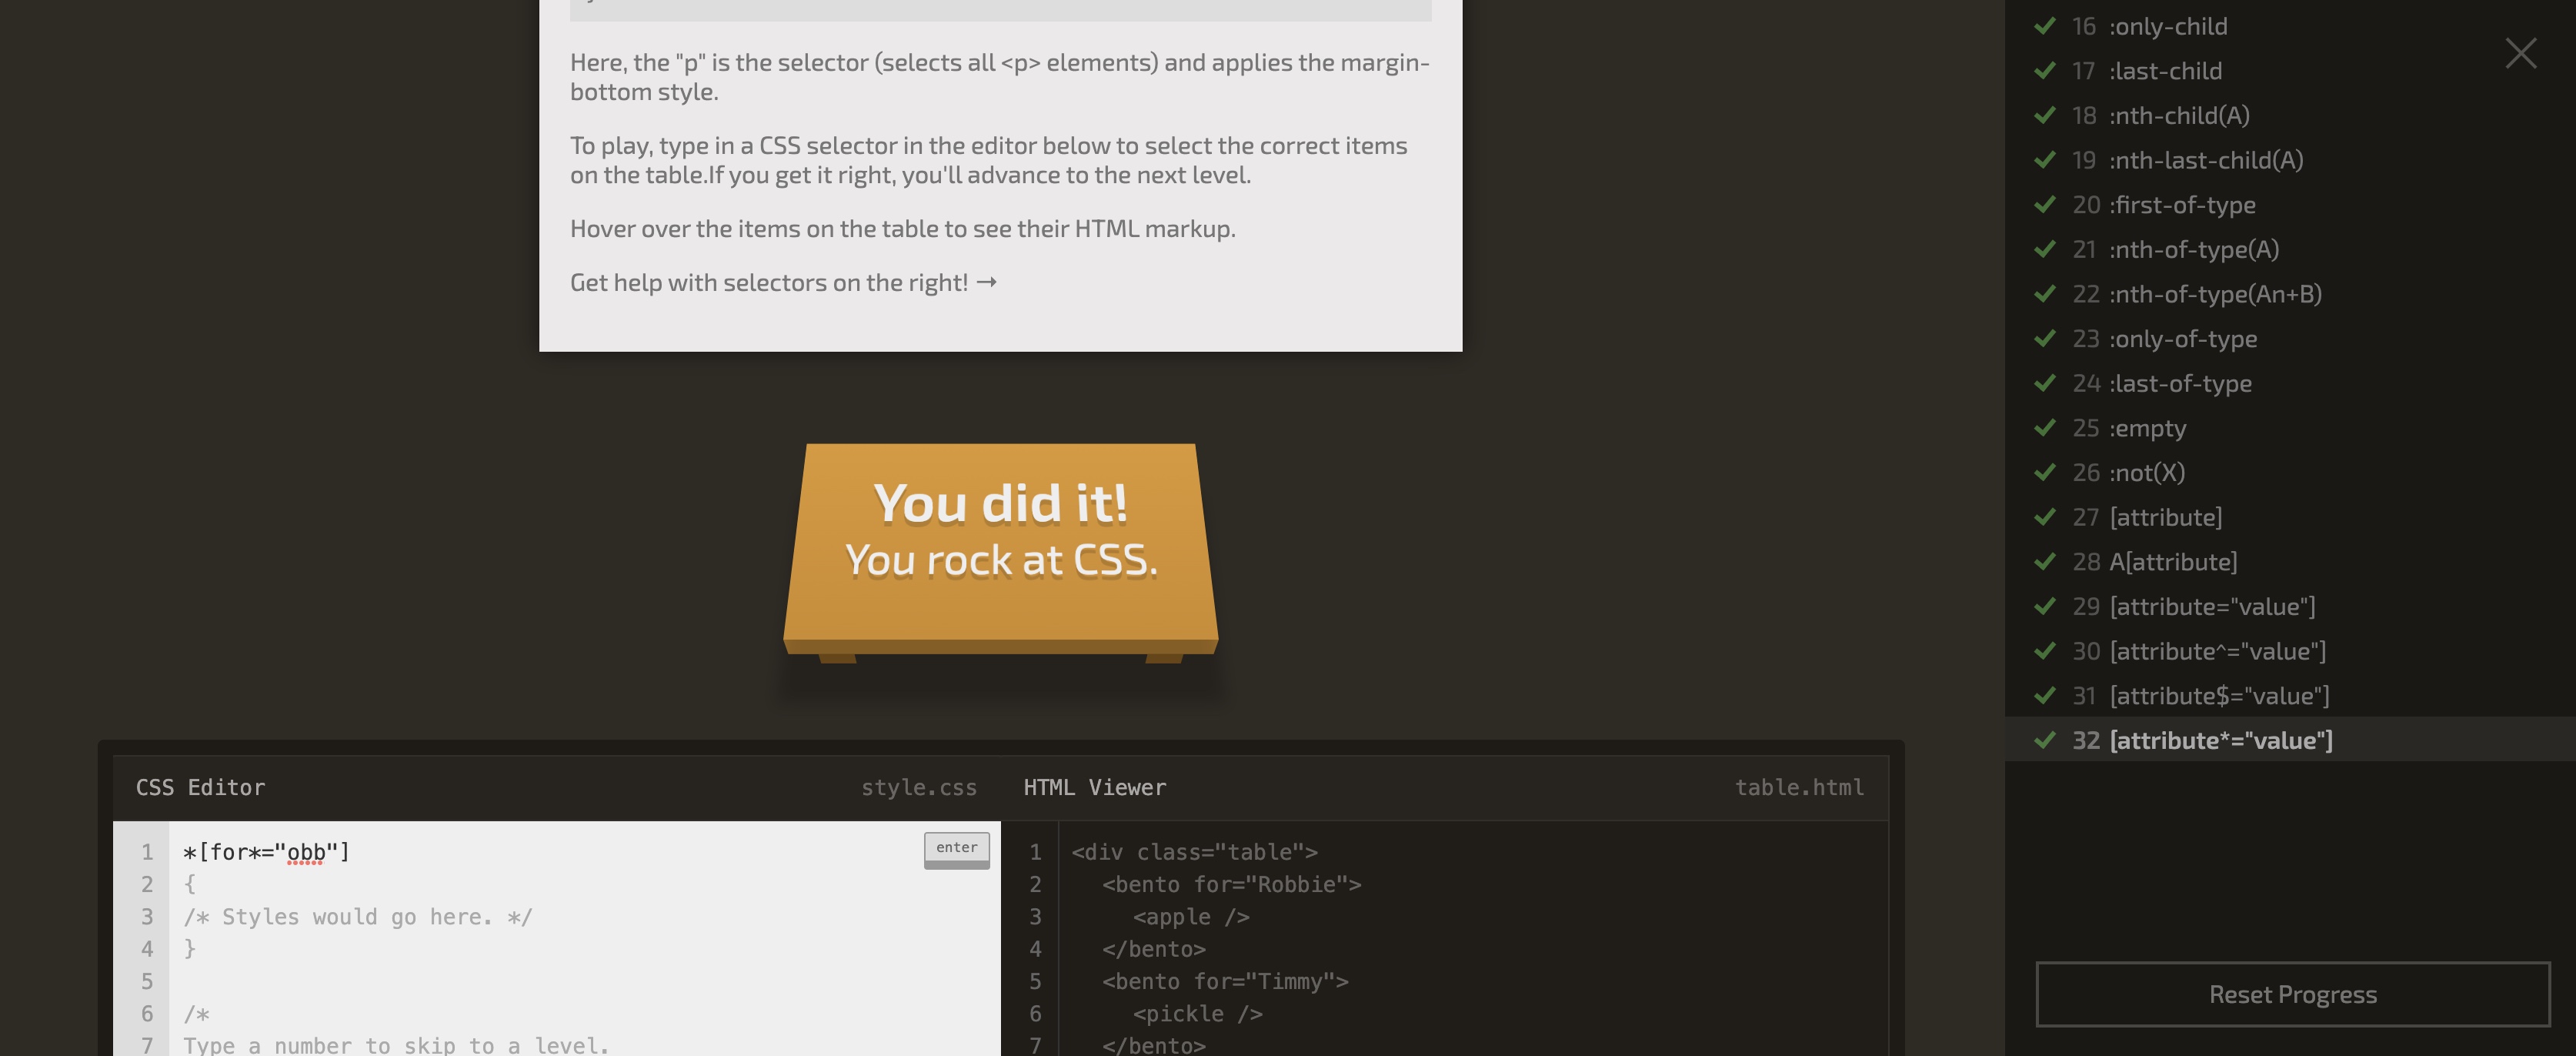 Here, the "p" is the selector (selects all <p> elements) and applies the margin-
bottom style.
To play, type in a CSS selector in the editor below to select the correct items
on the table.If you get it right, you'll advance to the next level.
Hover over the items on the table to see their HTML markup.
Get help with selectors on the right! →
You did it!
You rock at CSS.
CSS Editor style.css
1 *[for*="obb"]
enter
2 {
3 /* Styles would go here. */
4 }
5
6 /*
7 Type a number to skip to a level.
HTML Viewer table.html
1 <div class="table">
2 <bento for="Robbie">
3 <apple />
4 </bento>
5 <bento for="Timmy">
6 <pickle />
7 </bento>
✓ 16 :only-child
✓ 17 :last-child
✓ 18 :nth-child(A)
✓ 19 :nth-last-child(A)
✓ 20 :first-of-type
✓ 21 :nth-of-type(A)
✓ 22 :nth-of-type(An+B)
✓ 23 :only-of-type
✓ 24 :last-of-type
✓ 25 :empty
✓ 26 :not(X)
✓ 27 [attribute]
✓ 28 A[attribute]
✓ 29 [attribute="value"]
✓ 30 [attribute^="value"]
✓ 31 [attribute$="value"]
✓ 32 [attribute*="value"]
Reset Progress